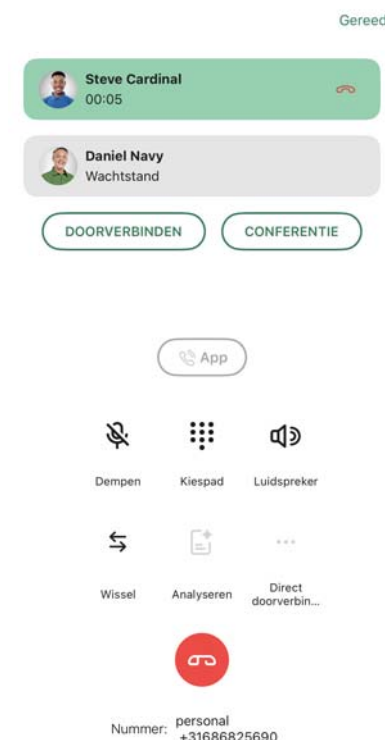 Gereed
Steve Cardinal
00:05
Daniel Navy
Wachtstand
DOORVERBINDEN
CONFERENTIE
App
Dempen
Kiespad
Luidspreker
Wissel
Analyseren
Direct
doorverbin...
Nummer:
personal
+31686825690